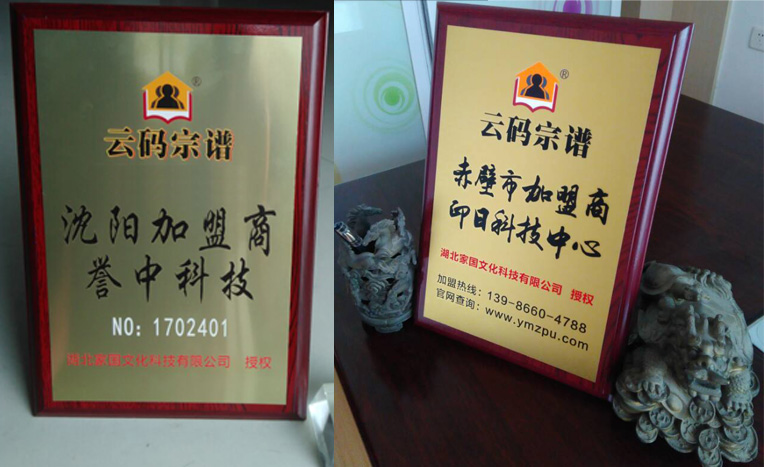 ®
云码宗谱
沈阳加盟商
誉中科技
NO: 1702401
湖北家国文化科技有限公司 授权
®
云码宗谱
赤壁市加盟商
印日科技中心
湖北家国文化科技有限公司 授权
加盟热线：139-8660-4788
官网查询：www.ymzpu.com